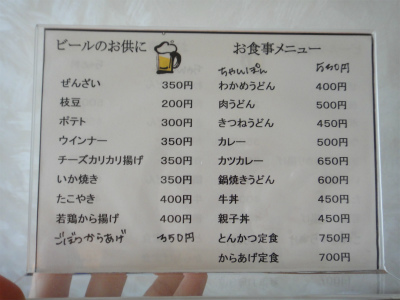 ビールのお供に
ぜんざい 350円
枝豆 200円
ポテト 300円
ウインナー 350円
チーズカリカリ揚げ 350円
いか焼き 350円
たこやき 400円
若鶏から揚げ 400円
ごぼうからあげ 350円
お食事メニュー
ちゃんぽん 550円
わかめうどん 400円
肉うどん 500円
きつねうどん 450円
カレー 500円
カツカレー 650円
鍋焼きうどん 600円
牛丼 450円
親子丼 450円
とんかつ定食 750円
からあげ定食 700円